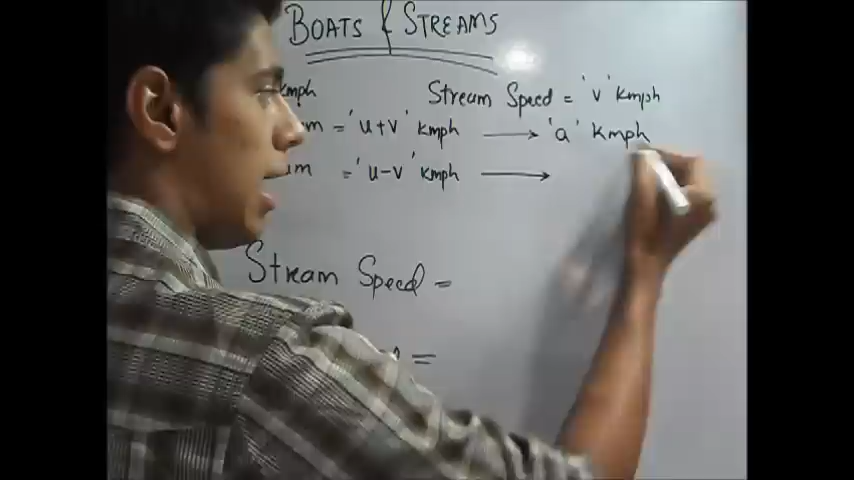 BOATS & STREAMS
kmph Stream Speed = 'v' kmph
= 'u+v' kmph → 'a' kmph
= 'u-v' kmph →
Stream Speed =
=